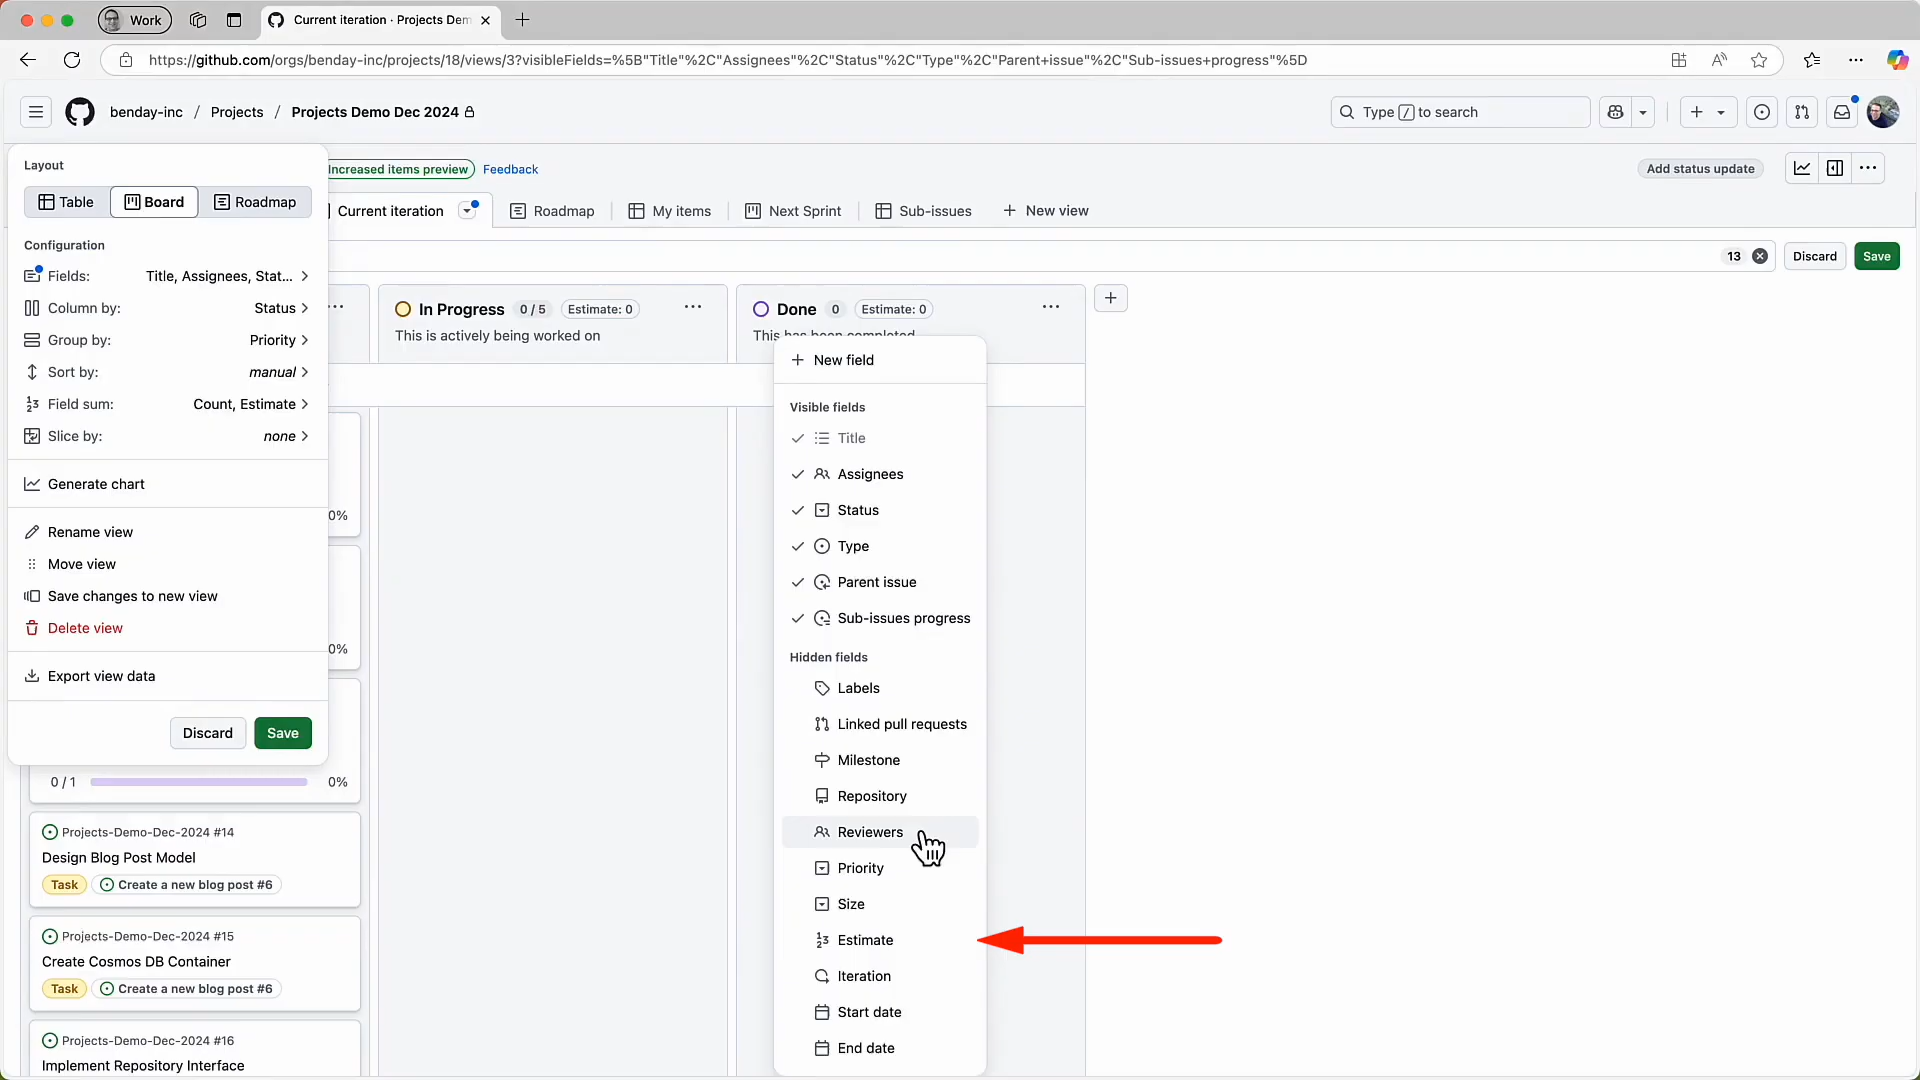 Work
Current iteration · Projects Dem
https://github.com/orgs/benday-inc/projects/18/views/3?visibleFields=%5B"Title"%2C"Assignees"%2C"Status"%2C"Type"%2C"Parent+issue"%2C"Sub-issues+progress"%5D
benday-inc / Projects / Projects Demo Dec 2024
Type / to search
Increased items preview
Feedback
Add status update
Current iteration
Roadmap
My items
Next Sprint
Sub-issues
New view
13
Discard
Save
Layout
Table
Board
Roadmap
Configuration
Fields: Title, Assignees, Stat...
Column by: Status
Group by: Priority
Sort by: manual
Field sum: Count, Estimate
Slice by: none
Generate chart
Rename view
Move view
Save changes to new view
Delete view
Export view data
Discard
Save
0%
0%
0 / 1 0%
Projects-Demo-Dec-2024 #14
Design Blog Post Model
Task Create a new blog post #6
Projects-Demo-Dec-2024 #15
Create Cosmos DB Container
Task Create a new blog post #6
Projects-Demo-Dec-2024 #16
Implement Repository Interface
In Progress 0 / 5 Estimate: 0
This is actively being worked on
Done 0 Estimate: 0
This has been completed
New field
Visible fields
Title
Assignees
Status
Type
Parent issue
Sub-issues progress
Hidden fields
Labels
Linked pull requests
Milestone
Repository
Reviewers
Priority
Size
Estimate
Iteration
Start date
End date